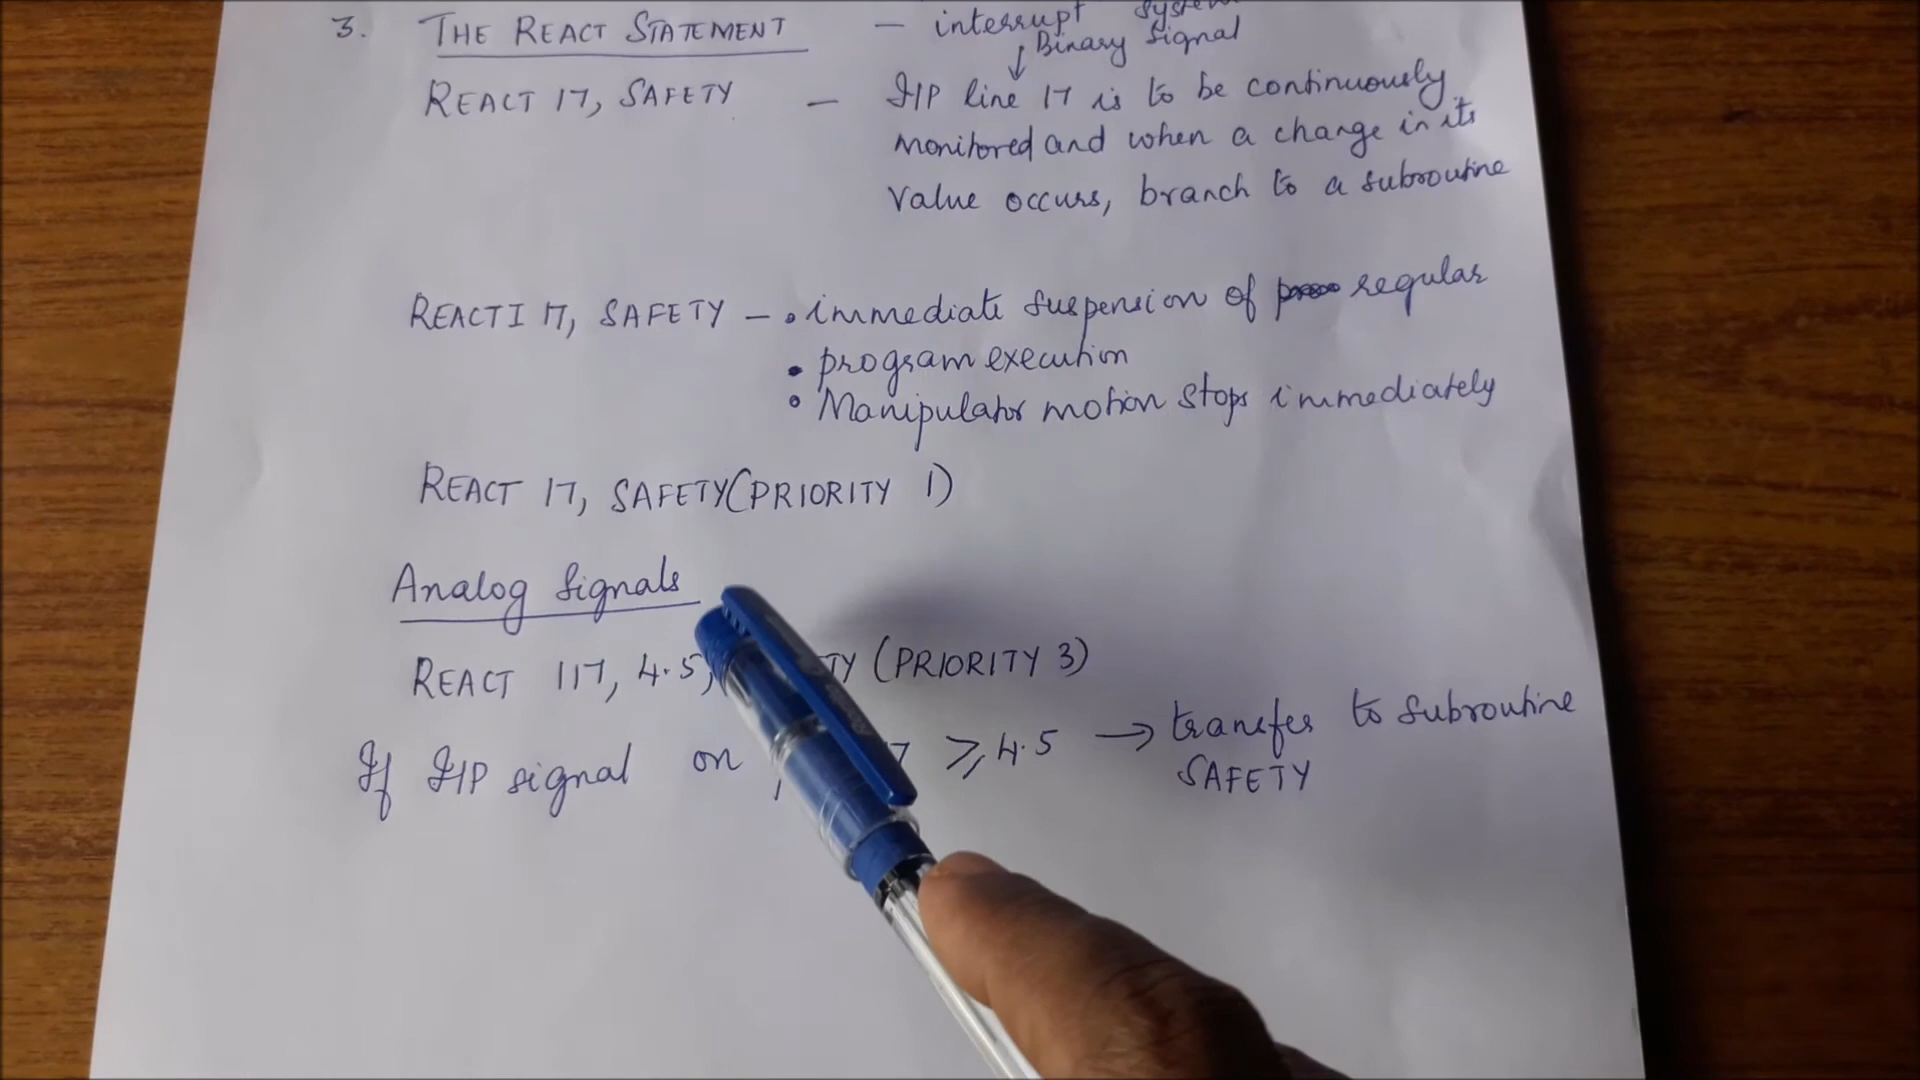 3. THE REACT STATEMENT - interrupt system
↓ Binary Signal
REACT 17, SAFETY - I/P line 17 is to be continuously
monitored and when a change in its
value occurs, branch to a subroutine
REACTI 17, SAFETY - • immediate suspension of regular
• program execution
• Manipulator motion stops immediately
REACT 17, SAFETY(PRIORITY 1)
Analog Signals
REACT 117, 4.5, TY (PRIORITY 3)
If I/P signal on 7 ≥ 4.5 → transfer to subroutine
SAFETY